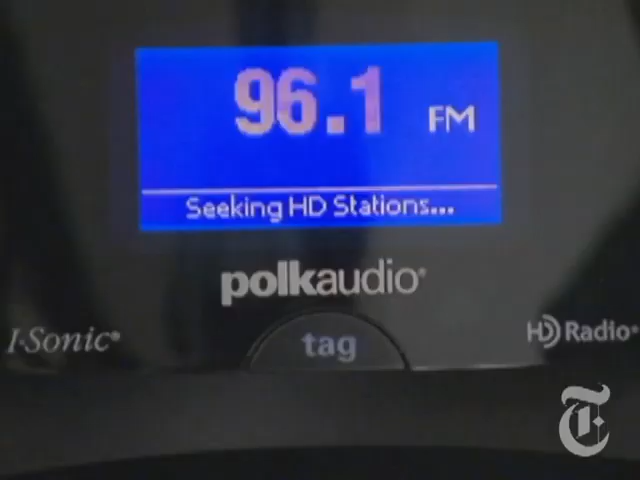 96.1 FM
Seeking HD Stations...
polkaudio®
I·Sonic®
tag
HD Radio®
T